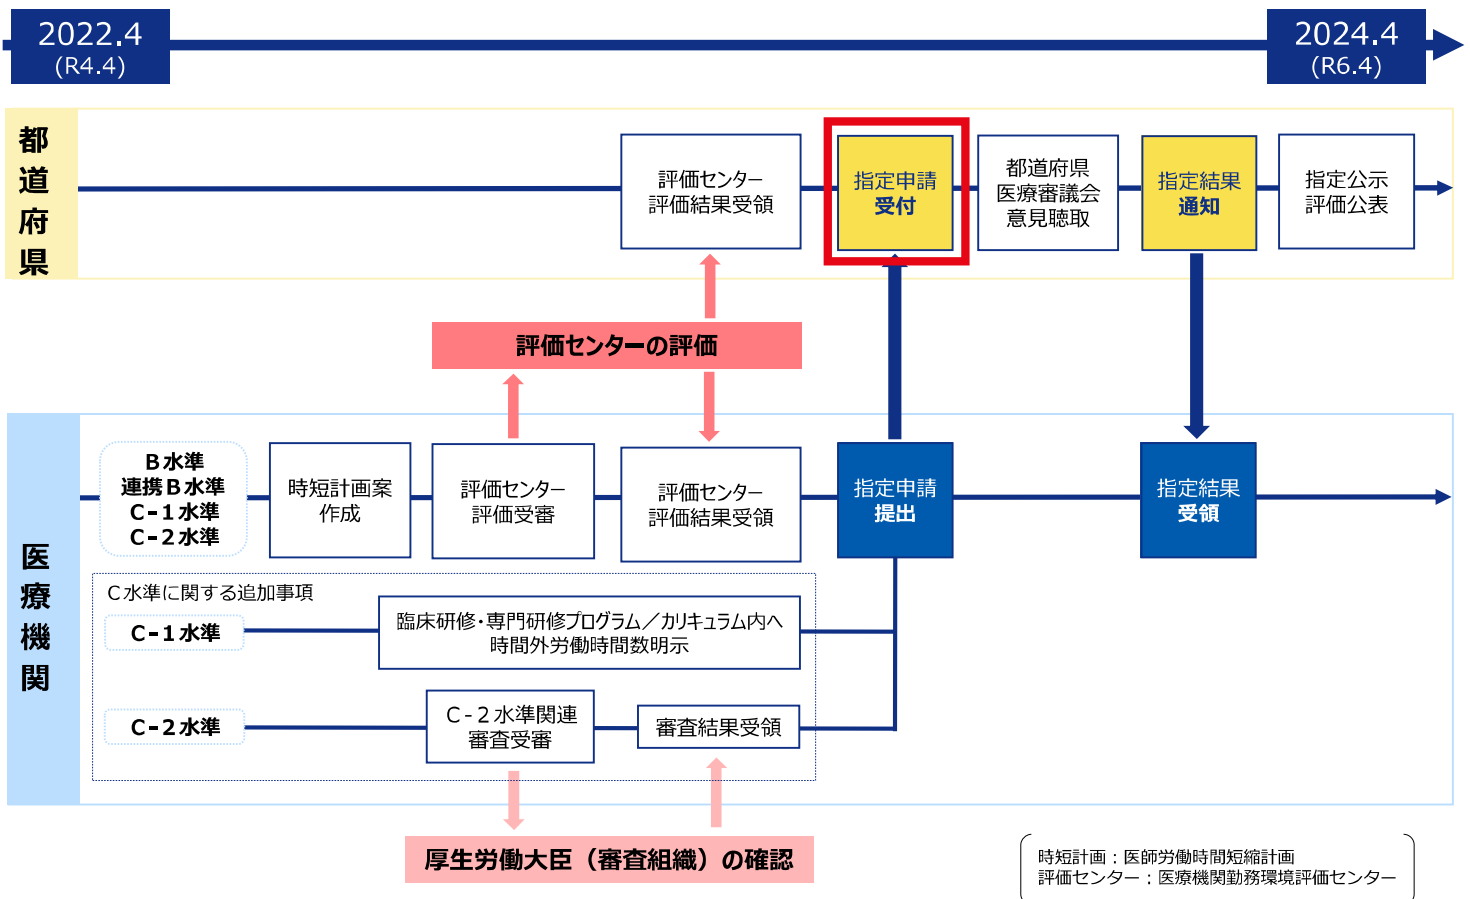 2022.4
(R4.4)
2024.4
(R6.4)
都道府県
評価センター
評価結果受領
指定申請
受付
都道府県
医療審議会
意見聴取
指定結果
通知
指定公示
評価公表
評価センターの評価
医療機関
B水準
連携B水準
C-1水準
C-2水準
時短計画案
作成
評価センター
評価受審
評価センター
評価結果受領
指定申請
提出
指定結果
受領
C水準に関する追加事項
C-1水準
臨床研修・専門研修プログラム／カリキュラム内へ
時間外労働時間数明示
C-2水準
C-2水準関連
審査受審
審査結果受領
厚生労働大臣（審査組織）の確認
時短計画：医師労働時間短縮計画
評価センター：医療機関勤務環境評価センター